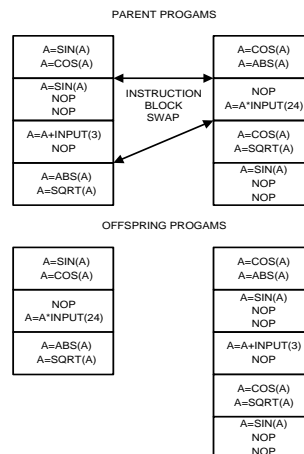 PARENT PROGAMS
A=SIN(A)
A=COS(A)
A=SIN(A)
NOP
NOP
A=A+INPUT(3)
NOP
A=ABS(A)
A=SQRT(A)
INSTRUCTION
BLOCK
SWAP
A=COS(A)
A=ABS(A)
NOP
A=A*INPUT(24)
A=COS(A)
A=SQRT(A)
A=SIN(A)
NOP
NOP
OFFSPRING PROGAMS
A=SIN(A)
A=COS(A)
NOP
A=A*INPUT(24)
A=ABS(A)
A=SQRT(A)
A=COS(A)
A=ABS(A)
A=SIN(A)
NOP
NOP
A=A+INPUT(3)
NOP
A=COS(A)
A=SQRT(A)
A=SIN(A)
NOP
NOP